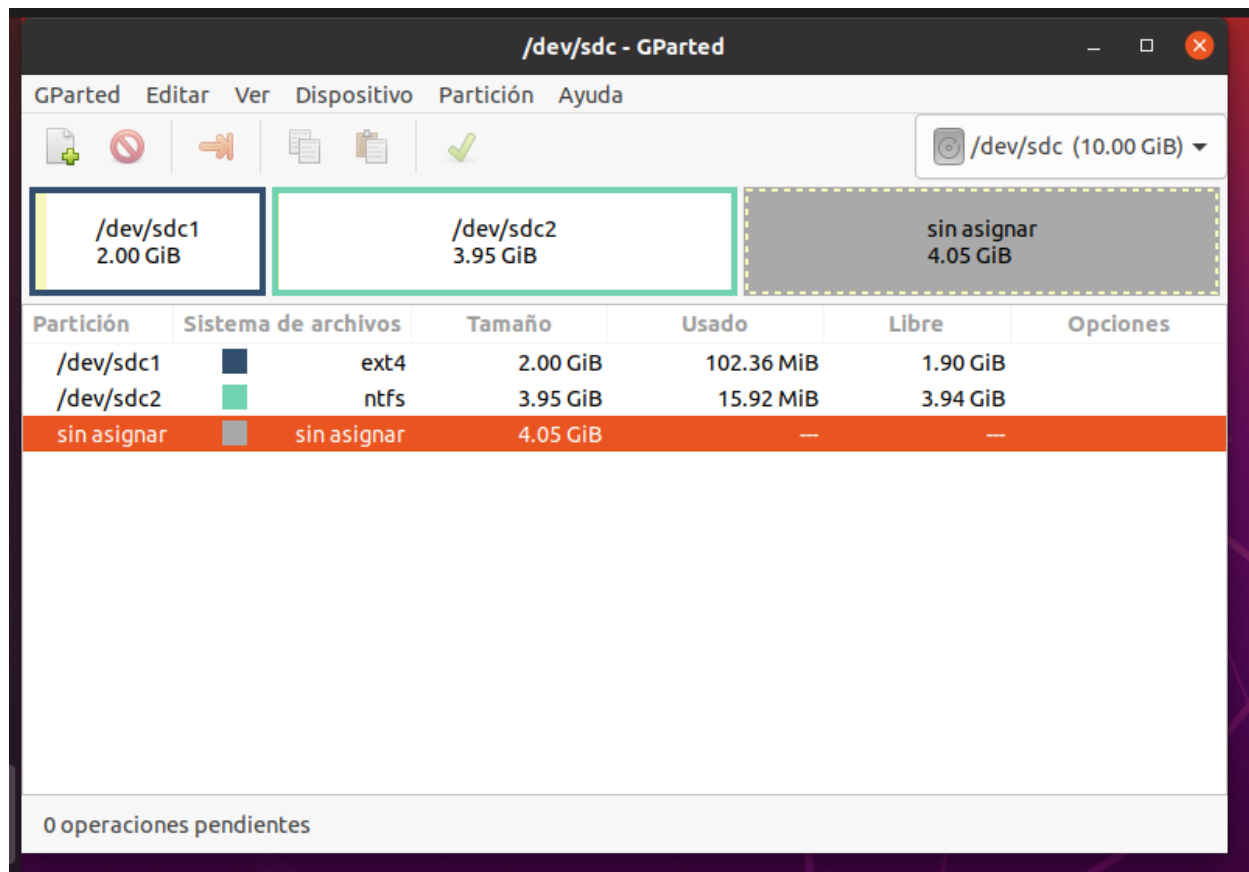 /dev/sdc - GParted
GParted Editar Ver Dispositivo Partición Ayuda
/dev/sdc (10.00 GiB)
/dev/sdc1
2.00 GiB
/dev/sdc2
3.95 GiB
sin asignar
4.05 GiB
Partición Sistema de archivos Tamaño Usado Libre Opciones
/dev/sdc1 ext4 2.00 GiB 102.36 MiB 1.90 GiB
/dev/sdc2 ntfs 3.95 GiB 15.92 MiB 3.94 GiB
sin asignar sin asignar 4.05 GiB --- ---
0 operaciones pendientes